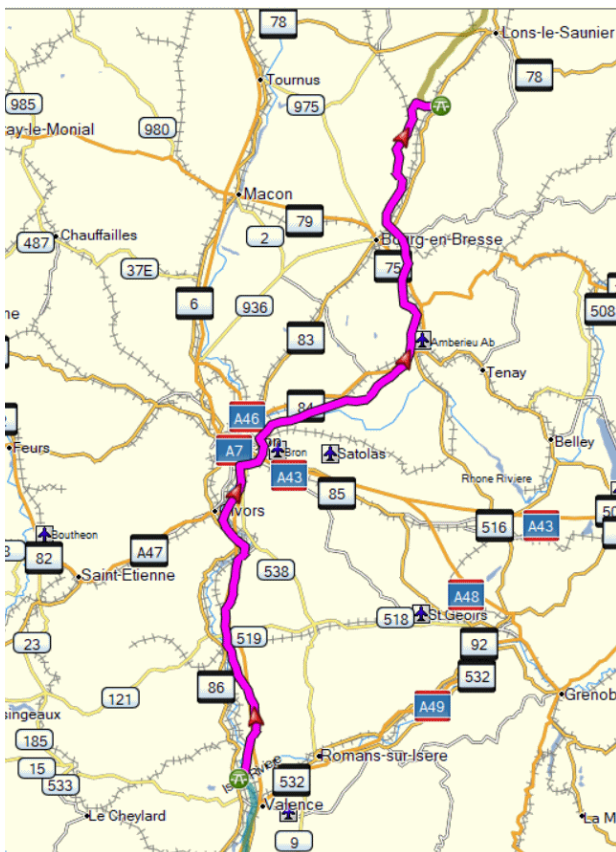 78
Lons-le-Saunier
Tournus
78
985
975
ray-le-Monial
980
Macon
79
Chauffailles
2
487
Bourg-en-Bresse
37E
75
6
936
508
83
Amberieu Ab
Tenay
A46
84
Belley
A7
Bron
Satolas
Feurs
A43
Rhone Riviere
85
Givors
516
A43
Boutheon
82
A47
Saint-Etienne
538
A48
518
St Geoirs
23
519
92
86
532
121
Grenob
singeaux
A49
185
Romans-sur-Isere
15
532
533
Le Cheylard
Valence
La M
9